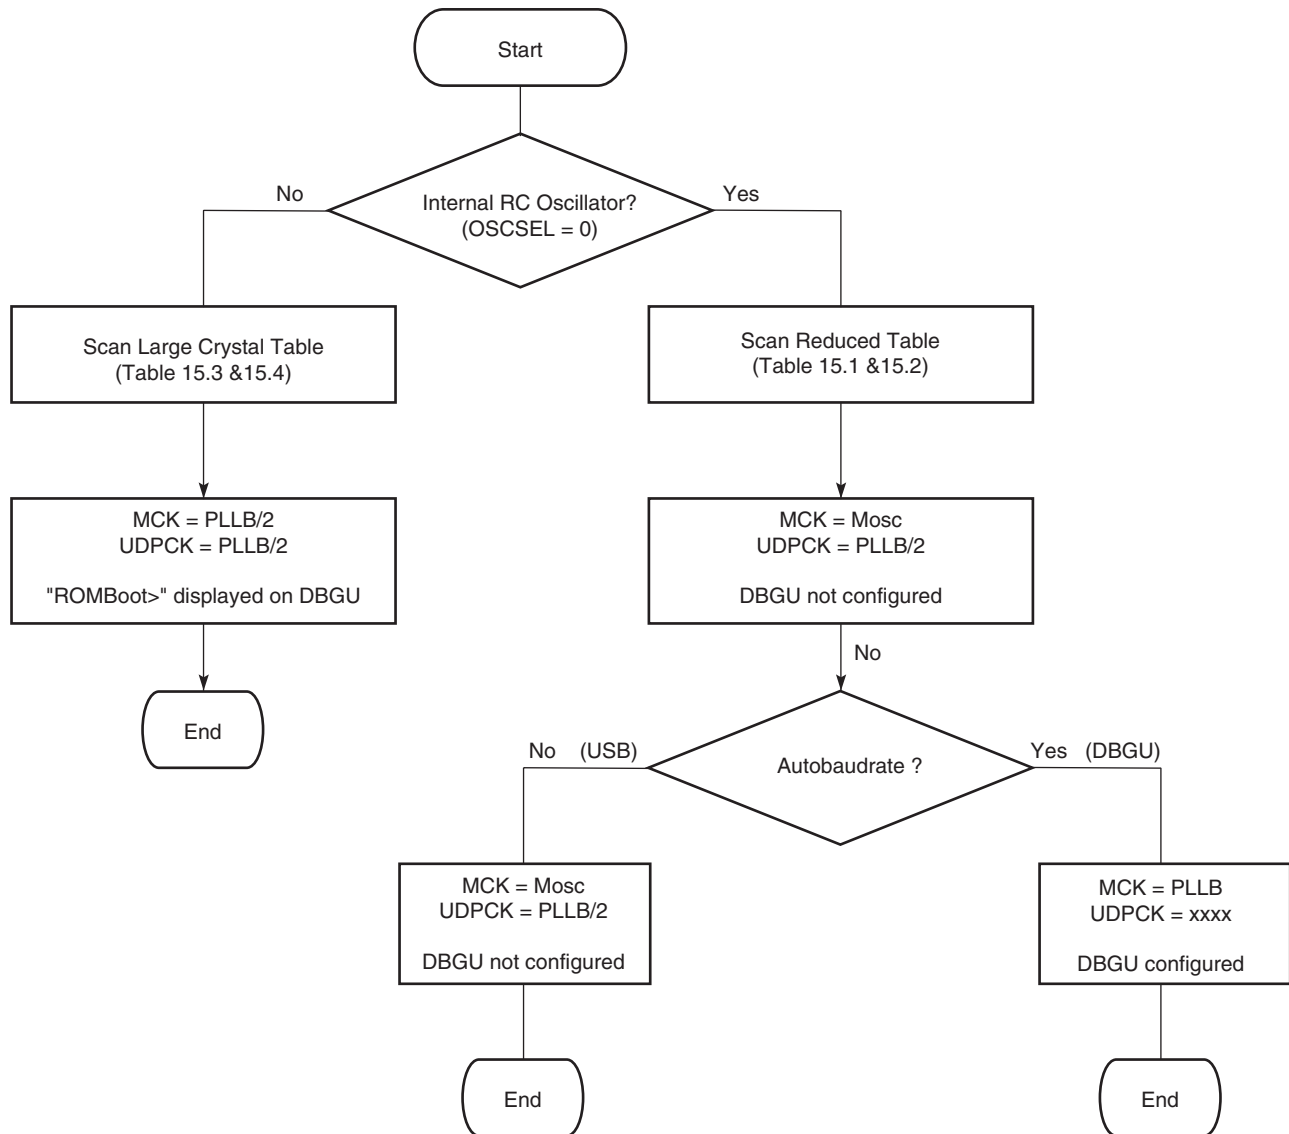 Start
No
Yes
Internal RC Oscillator?
(OSCSEL = 0)
Scan Large Crystal Table
(Table 15.3 &15.4)
Scan Reduced Table
(Table 15.1 &15.2)
MCK = PLLB/2
UDPCK = PLLB/2
"ROMBoot>" displayed on DBGU
MCK = Mosc
UDPCK = PLLB/2
DBGU not configured
No
End
No (USB)
Yes (DBGU)
Autobaudrate ?
MCK = Mosc
UDPCK = PLLB/2
DBGU not configured
MCK = PLLB
UDPCK = xxxx
DBGU configured
End
End